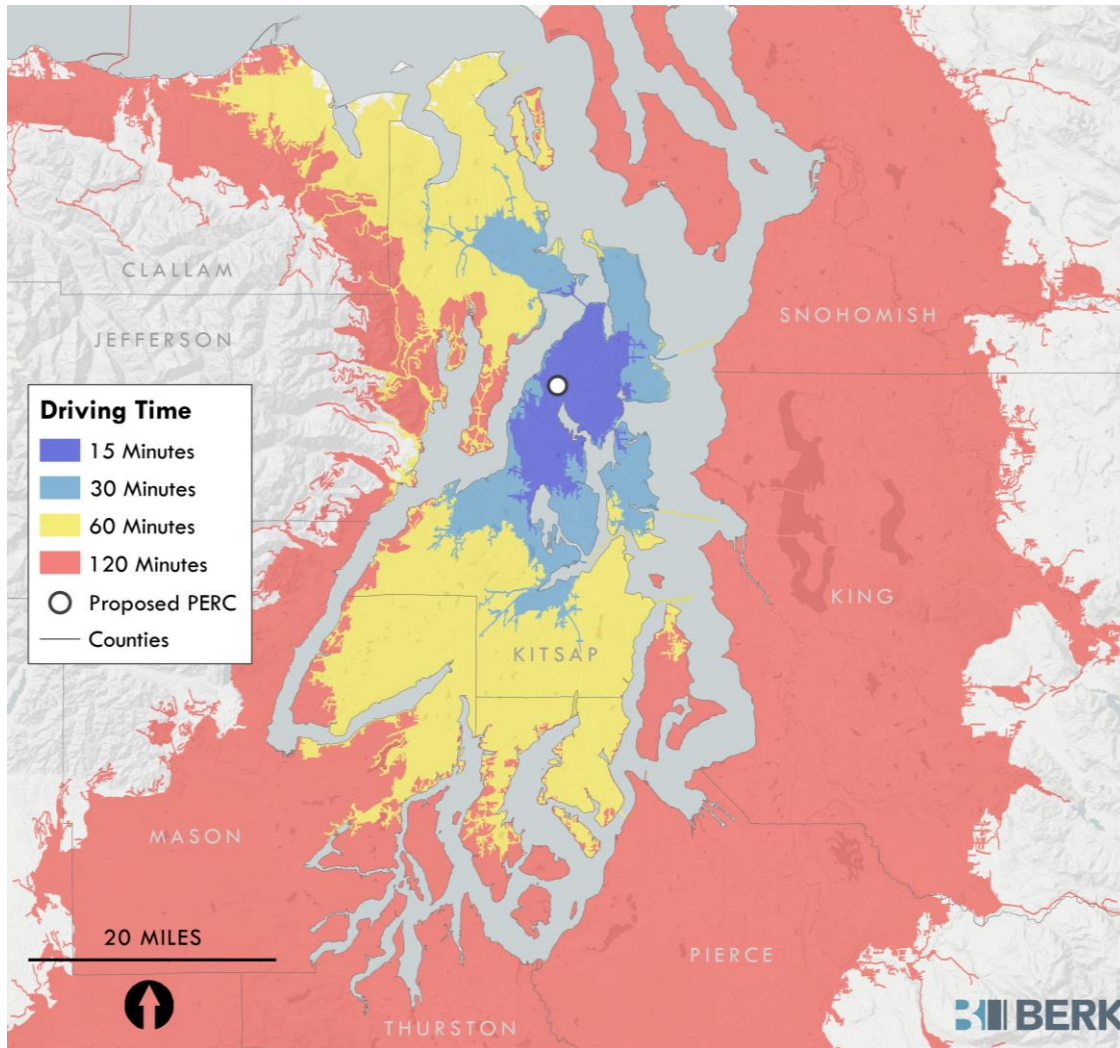 CLALLAM
JEFFERSON
SNOHOMISH
Driving Time
15 Minutes
30 Minutes
60 Minutes
120 Minutes
Proposed PERC
Counties
KING
KITSAP
MASON
20 MILES
PIERCE
THURSTON
BERK